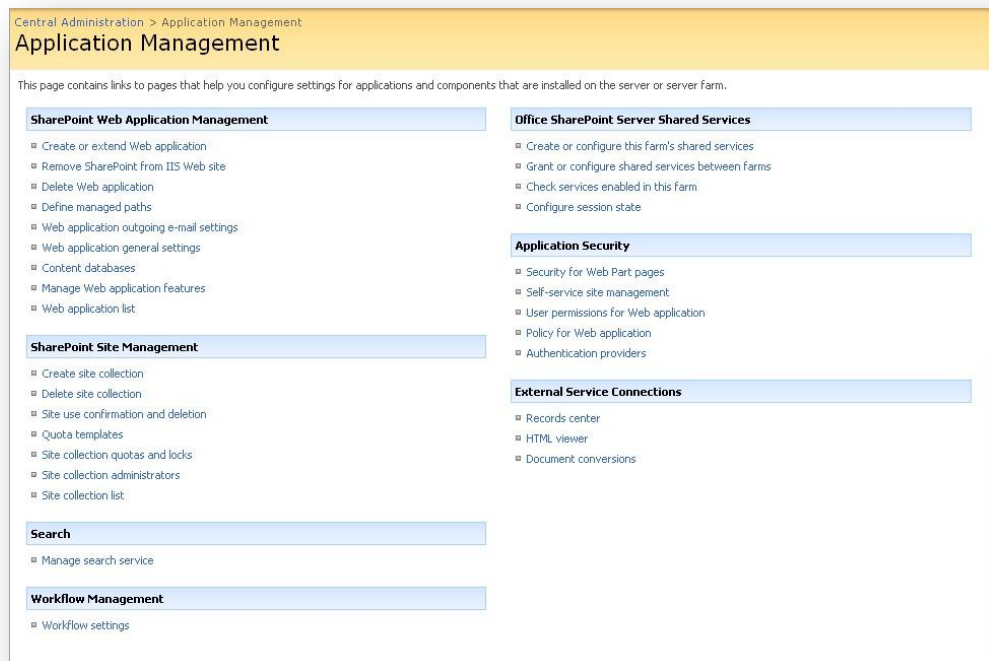 Central Administration > Application Management
Application Management
This page contains links to pages that help you configure settings for applications and components that are installed on the server or server farm.
SharePoint Web Application Management
Create or extend Web application
Remove SharePoint from IIS Web site
Delete Web application
Define managed paths
Web application outgoing e-mail settings
Web application general settings
Content databases
Manage Web application features
Web application list
SharePoint Site Management
Create site collection
Delete site collection
Site use confirmation and deletion
Quota templates
Site collection quotas and locks
Site collection administrators
Site collection list
Search
Manage search service
Workflow Management
Workflow settings
Office SharePoint Server Shared Services
Create or configure this farm's shared services
Grant or configure shared services between farms
Check services enabled in this farm
Configure session state
Application Security
Security for Web Part pages
Self-service site management
User permissions for Web application
Policy for Web application
Authentication providers
External Service Connections
Records center
HTML viewer
Document conversions